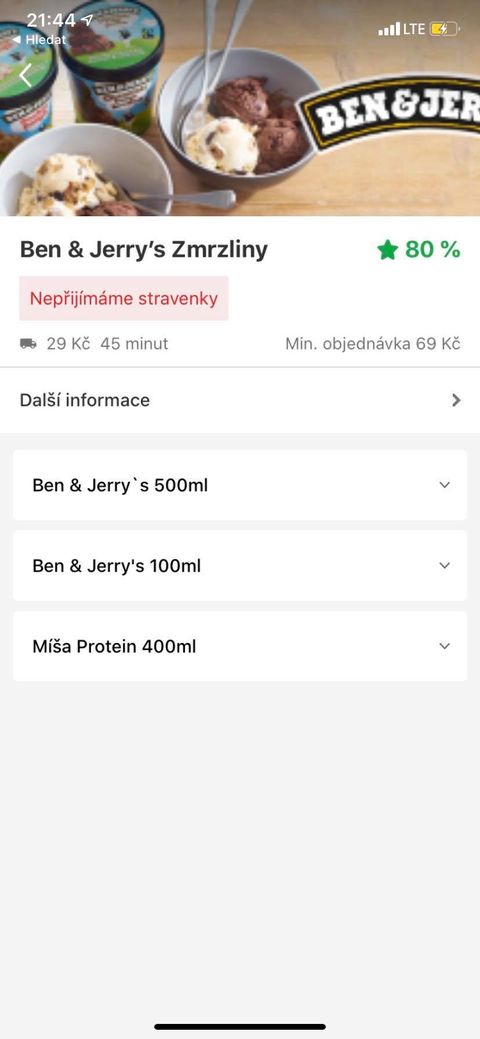 21:44
LTE
◀ Hledat
BEN & JER
Ben & Jerry’s Zmrzliny
80 %
Nepřijímáme stravenky
29 Kč 45 minut
Min. objednávka 69 Kč
Další informace
Ben & Jerry`s 500ml
Ben & Jerry's 100ml
Míša Protein 400ml